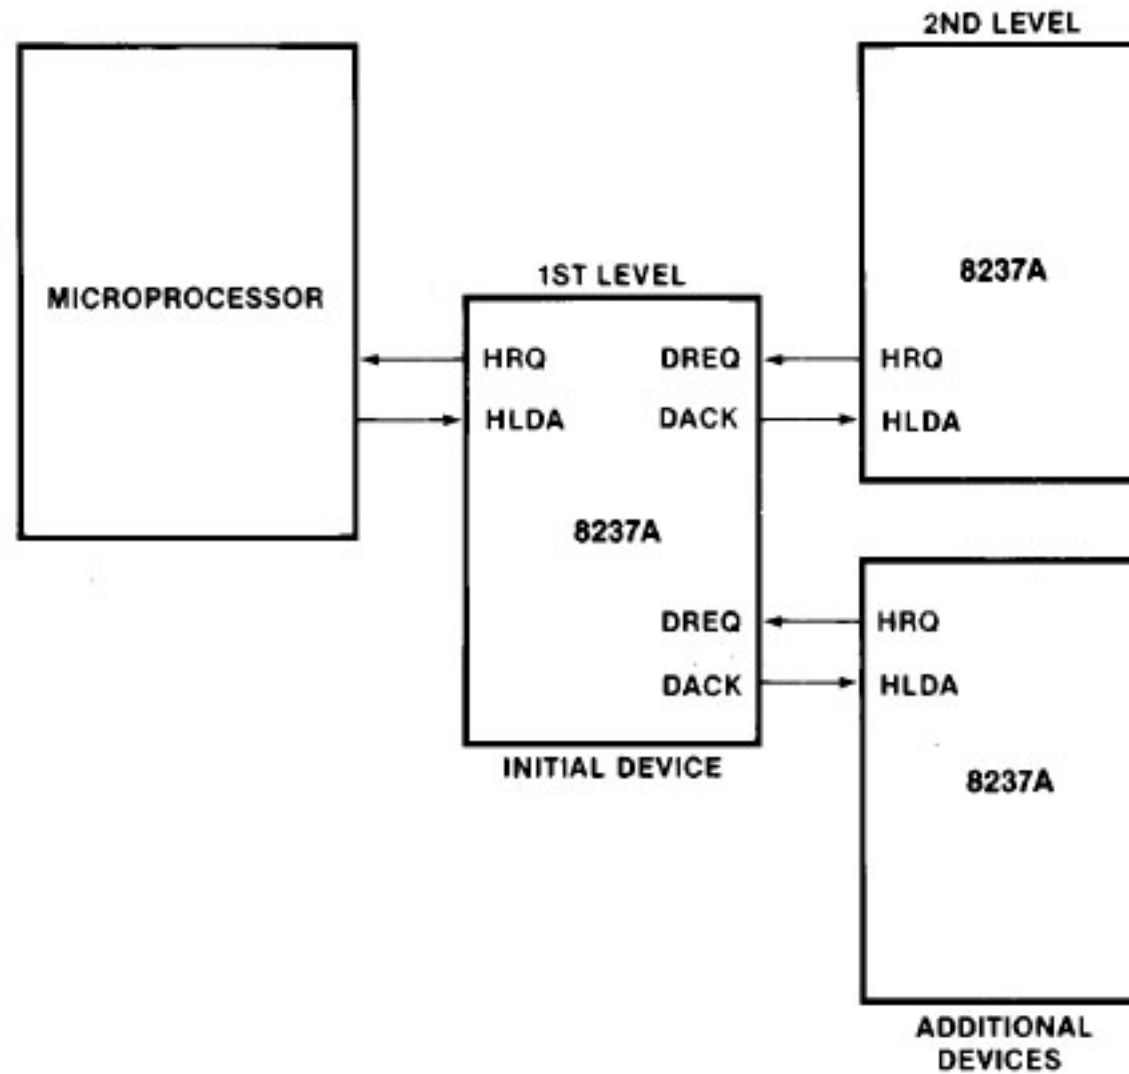 2ND LEVEL
MICROPROCESSOR
8237A
1ST LEVEL
HRQ
DREQ
HRQ
HLDA
DACK
HLDA
8237A
DREQ
HRQ
DACK
HLDA
INITIAL DEVICE
8237A
ADDITIONAL
DEVICES